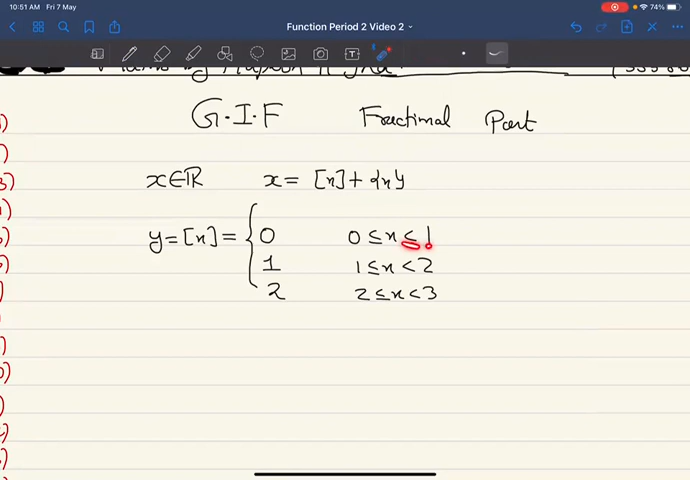 10:51 AM Fri 7 May 74%
Function Period 2 Video 2
G.I.F Fractional Part
x∈ℝ x = [x] + {x}
y = [x] = { 0 0 ≤ x ≤ 1
1 1 ≤ x < 2
2 2 ≤ x < 3